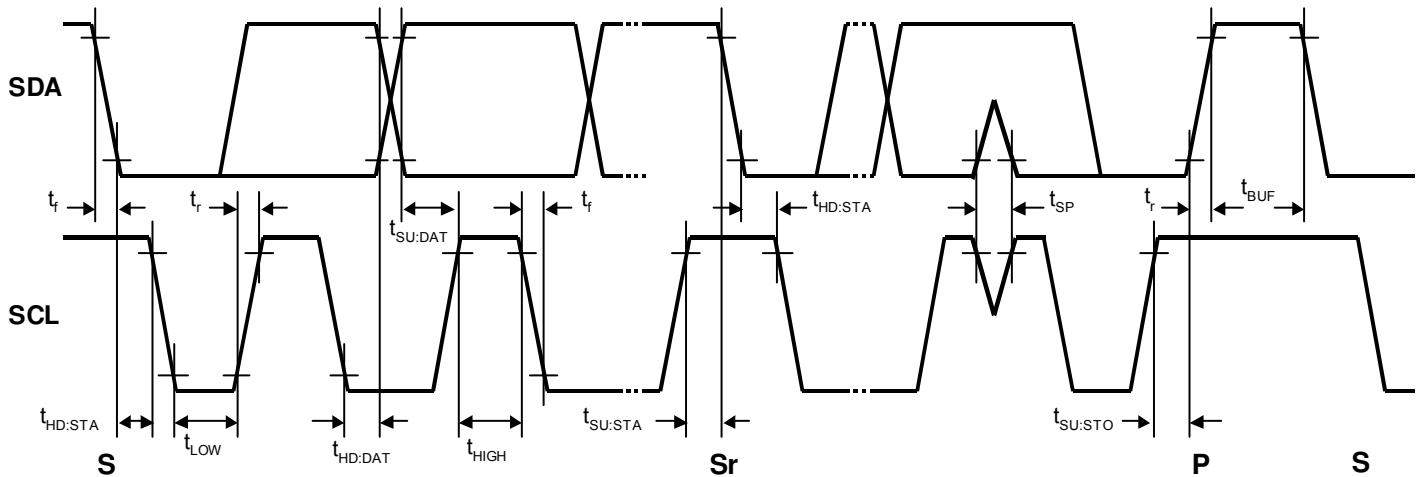 SDA
t_f t_r t_SU:DAT t_f t_HD:STA t_SP t_r t_BUF
SCL
t_HD:STA t_LOW t_HD:DAT t_HIGH t_SU:STA t_SU:STO
S Sr P S